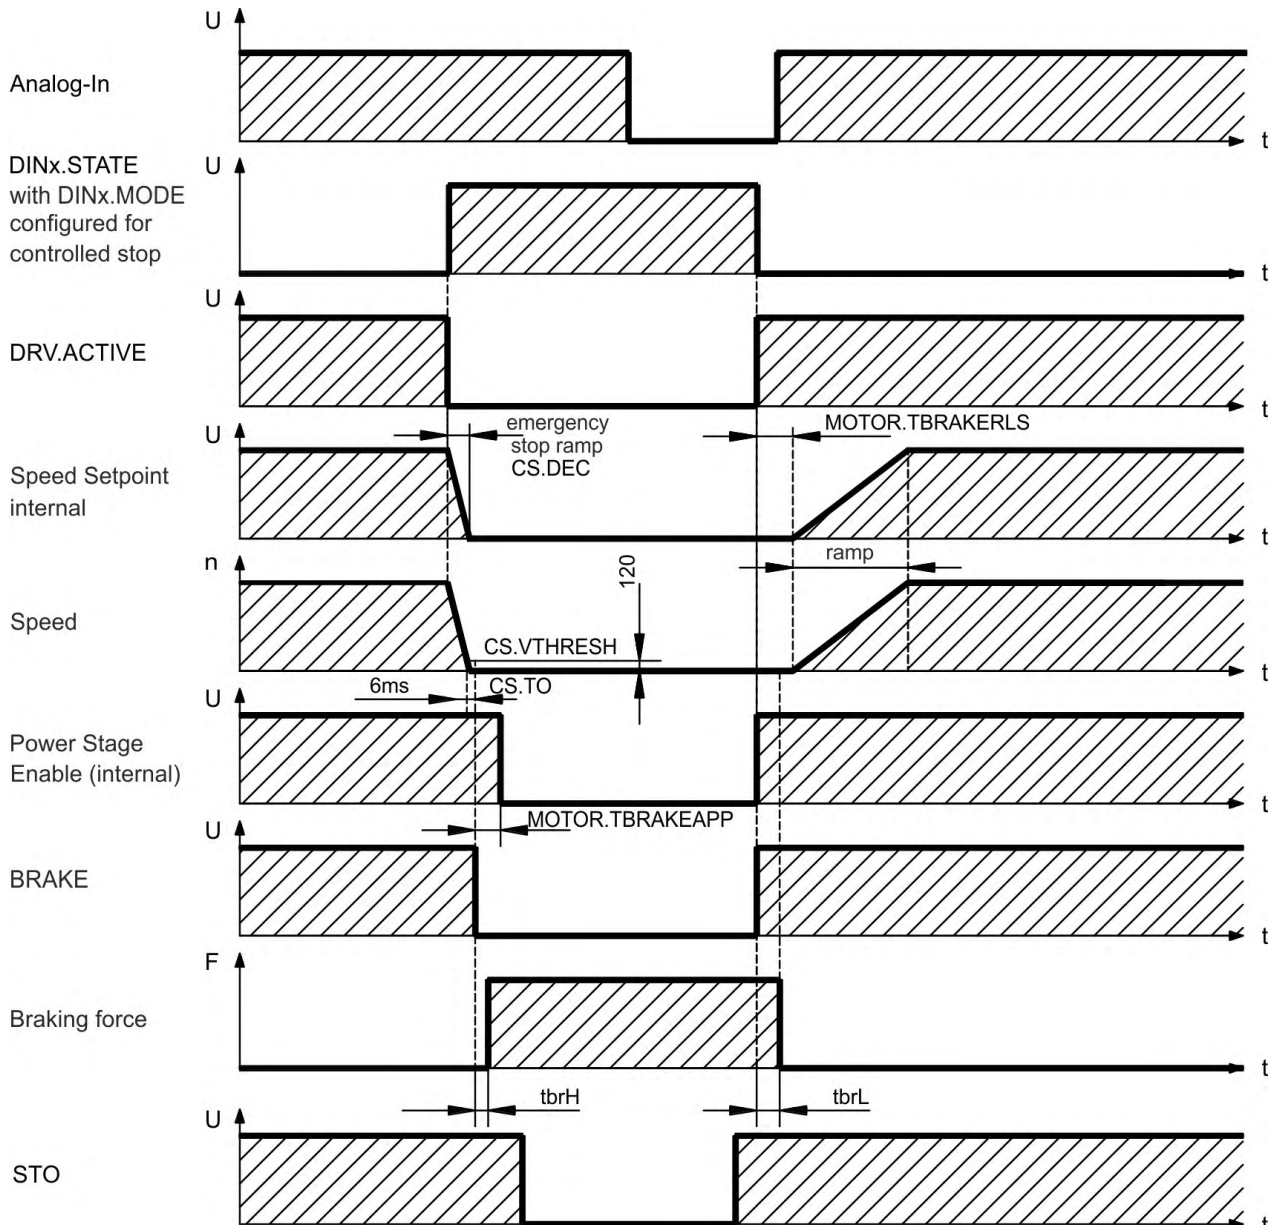 U
Analog-In
t
DINx.STATE
with DINx.MODE
configured for
controlled stop
U
t
U
DRV.ACTIVE
t
U
emergency
stop ramp
CS.DEC
MOTOR.TBRAKERLS
Speed Setpoint
internal
t
n
120
ramp
Speed
CS.VTHRESH
t
6ms
CS.TO
U
Power Stage
Enable (internal)
t
MOTOR.TBRAKEAPP
U
BRAKE
t
F
Braking force
t
tbrH
tbrL
U
STO
t